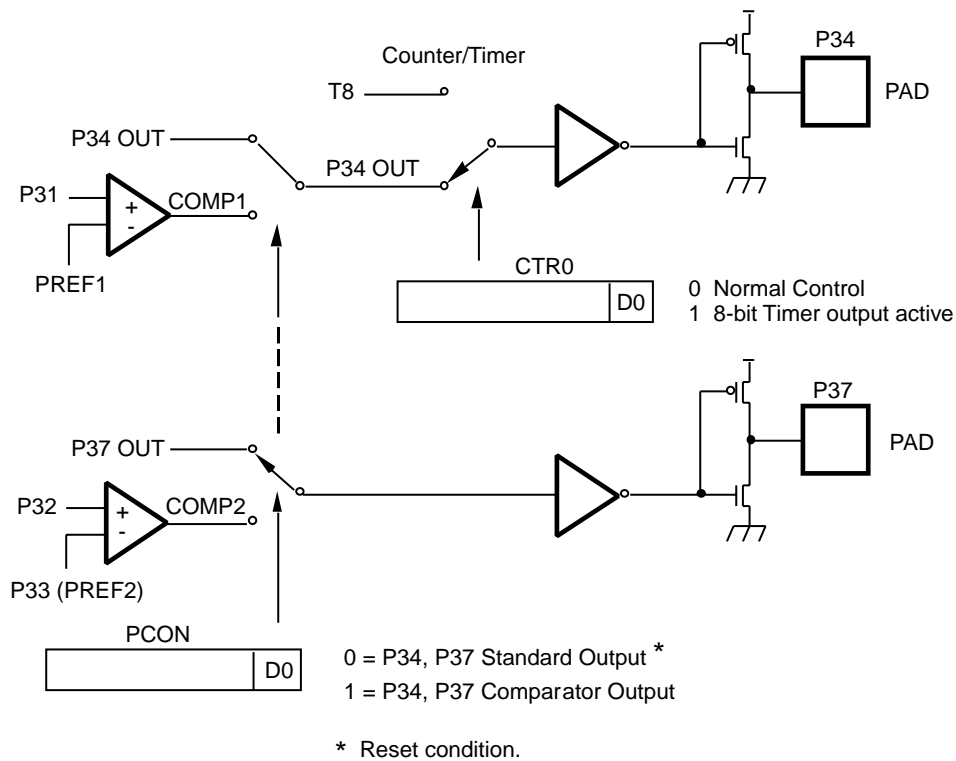 Counter/Timer
T8
P34
PAD
P34 OUT
P34 OUT
P31
+
-
COMP1
PREF1
CTR0
D0
0 Normal Control
1 8-bit Timer output active
P37
PAD
P37 OUT
P32
+
-
COMP2
P33 (PREF2)
PCON
D0
0 = P34, P37 Standard Output *
1 = P34, P37 Comparator Output
* Reset condition.